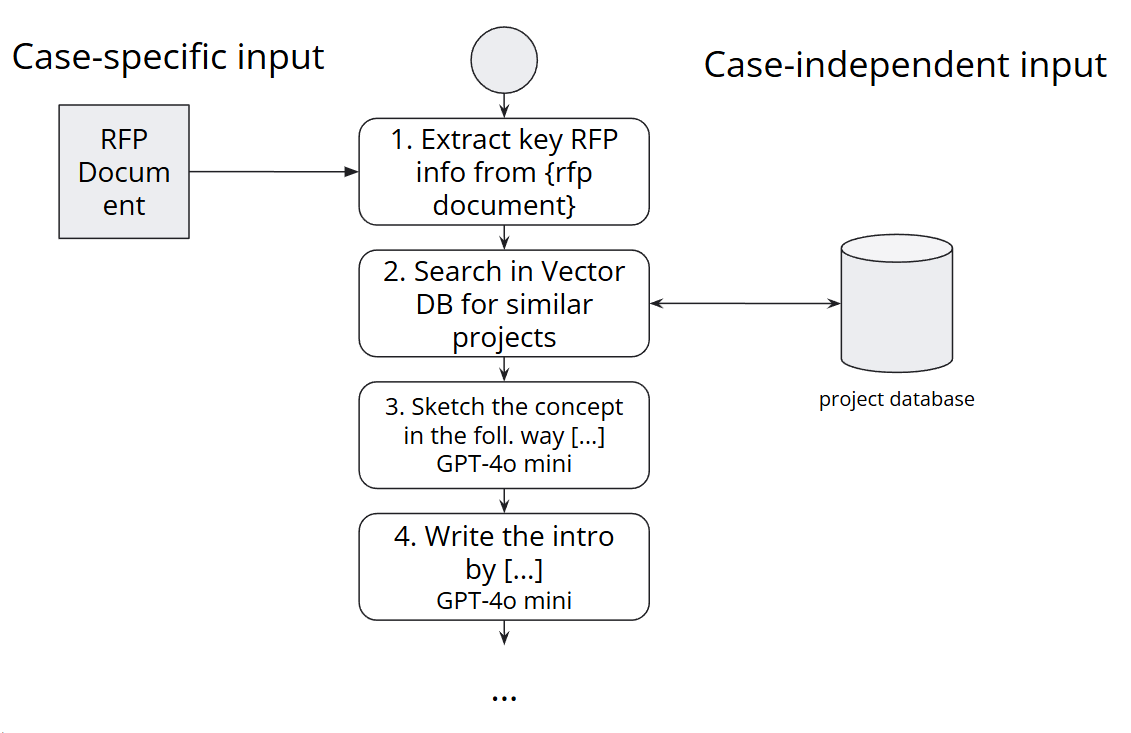 Case-specific input
Case-independent input
RFP
Docum
ent
1. Extract key RFP
info from {rfp
document}
2. Search in Vector
DB for similar
projects
project database
3. Sketch the concept
in the foll. way [...]
GPT-4o mini
4. Write the intro
by [...]
GPT-4o mini
...